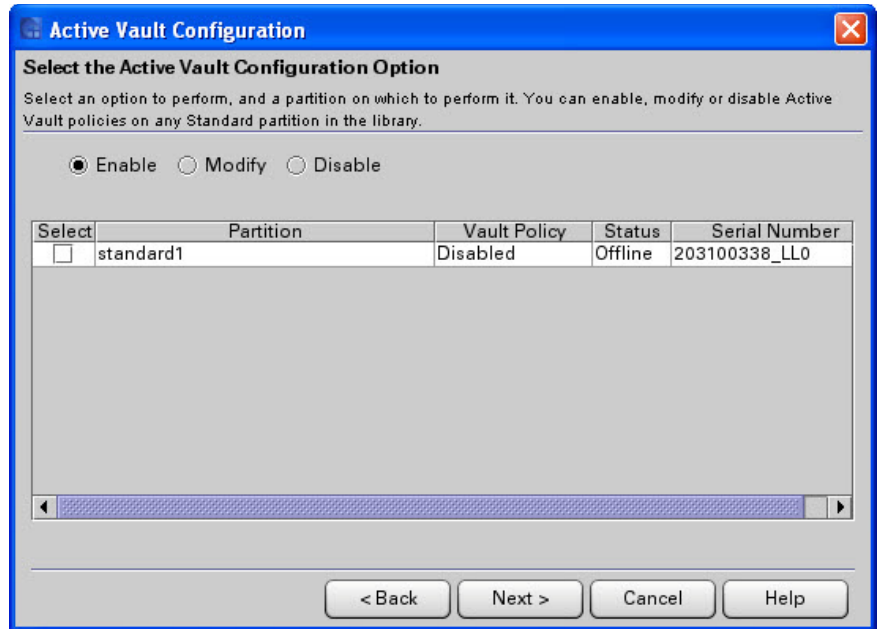 Active Vault Configuration
Select the Active Vault Configuration Option
Select an option to perform, and a partition on which to perform it. You can enable, modify or disable Active
Vault policies on any Standard partition in the library.
Enable Modify Disable
Select Partition Vault Policy Status Serial Number
standard1 Disabled Offline 203100338_LL0
< Back Next > Cancel Help